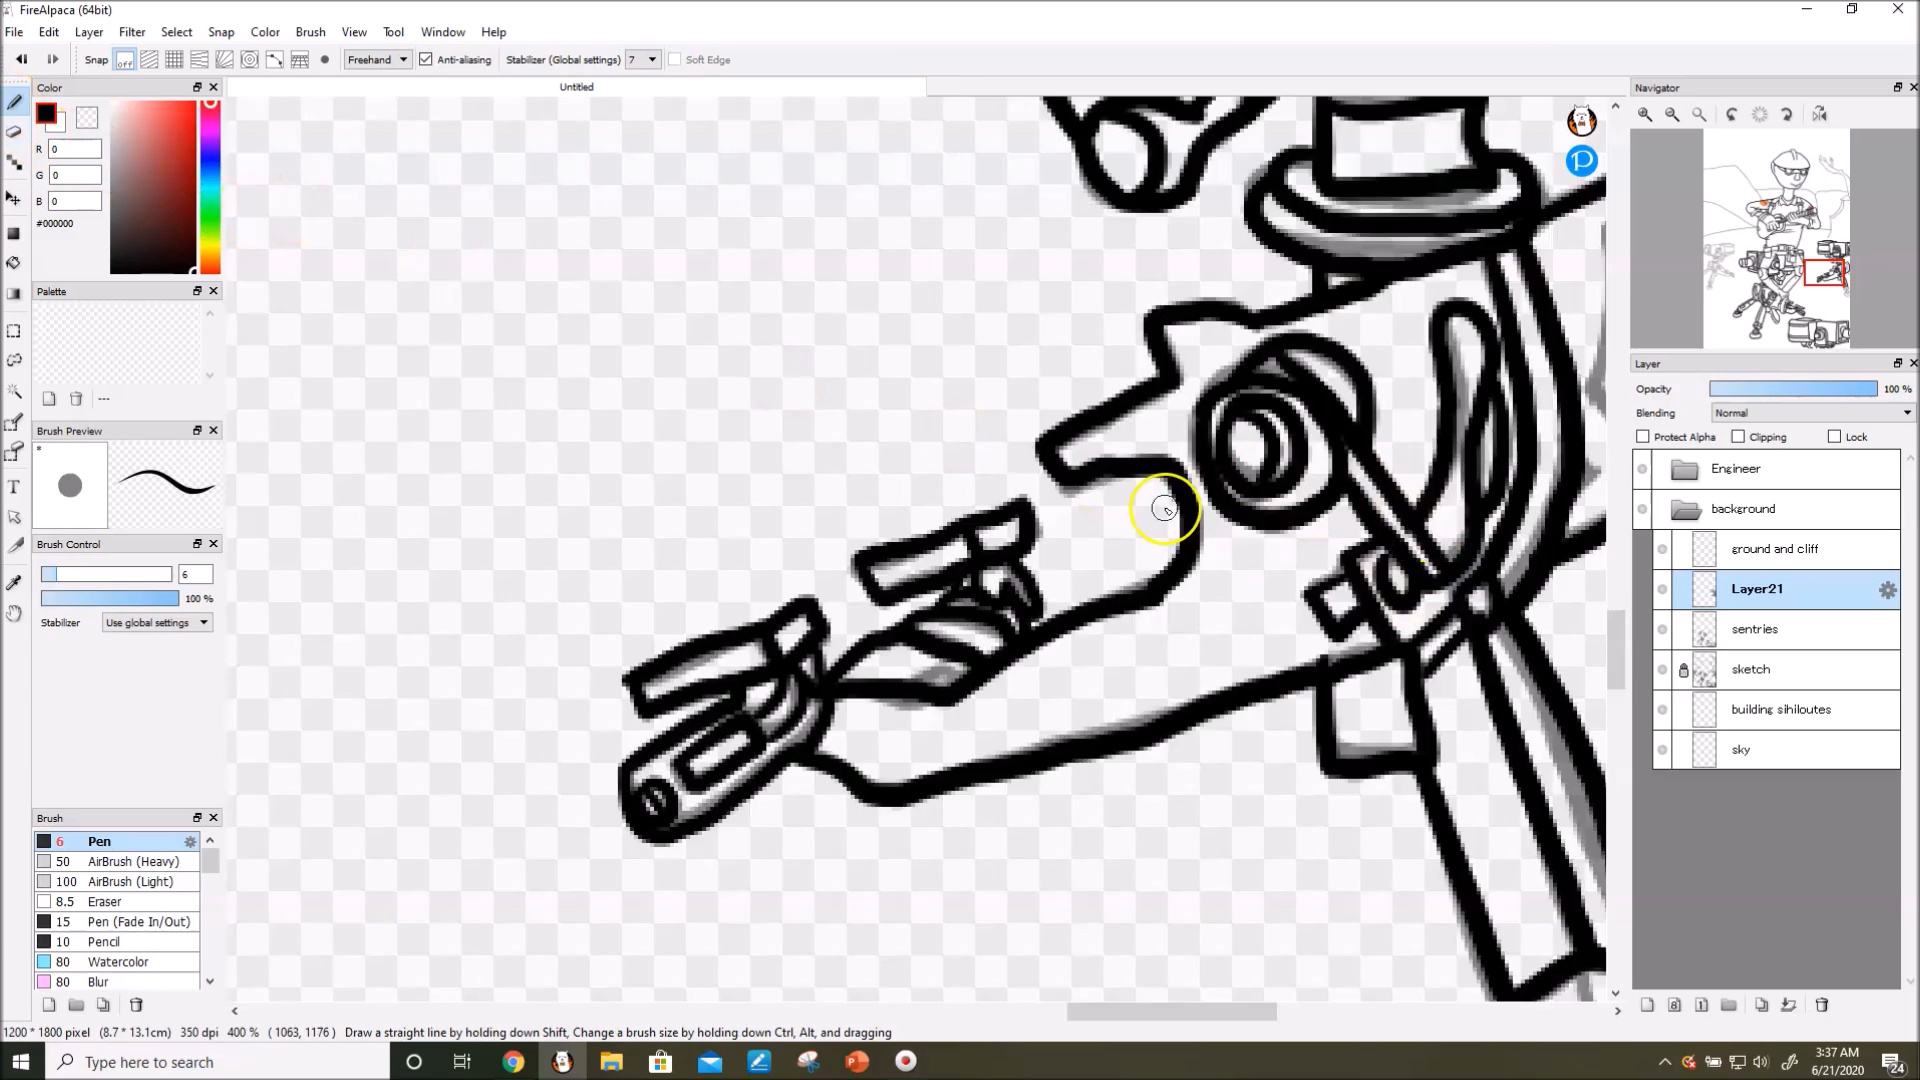 FireAlpaca (64bit)
File Edit Layer Filter Select Snap Color Brush View Tool Window Help
Snap off Freehand Anti-aliasing Stabilizer (Global settings) 7 Soft Edge
Color
Untitled
Navigator
R 0
G 0
B 0
#000000
Palette
Layer
Opacity 100 %
Blending Normal
Protect Alpha Clipping Lock
Brush Preview
*
Engineer
background
ground and cliff
Layer21
sentries
sketch
building sihiloutes
sky
Brush Control
6
100 %
Stabilizer Use global settings
Brush
6 Pen
50 AirBrush (Heavy)
100 AirBrush (Light)
8.5 Eraser
15 Pen (Fade In/Out)
10 Pencil
80 Watercolor
80 Blur
1200 * 1800 pixel (8.7 * 13.1cm) 350 dpi 400 % (1063, 1176) Draw a straight line by holding down Shift, Change a brush size by holding down Ctrl, Alt, and dragging
Type here to search
3:37 AM
6/21/2020
24